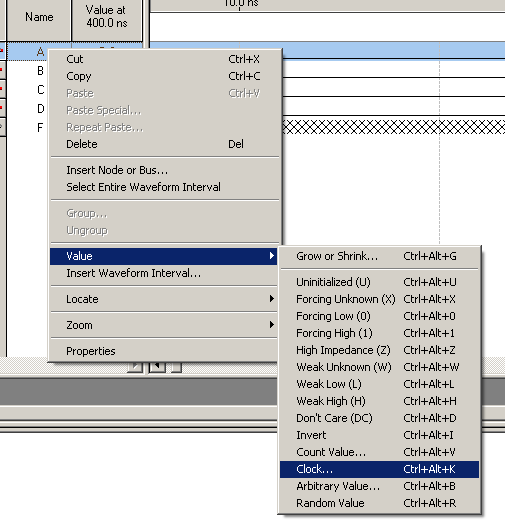 Name
Value at
400.0 ns
10.0 ns
A
B
C
D
F
Cut Ctrl+X
Copy Ctrl+C
Paste Ctrl+V
Paste Special...
Repeat Paste...
Delete Del
Insert Node or Bus...
Select Entire Waveform Interval
Group...
Ungroup
Value
Insert Waveform Interval...
Locate
Zoom
Properties
Grow or Shrink... Ctrl+Alt+G
Uninitialized (U) Ctrl+Alt+U
Forcing Unknown (X) Ctrl+Alt+X
Forcing Low (0) Ctrl+Alt+0
Forcing High (1) Ctrl+Alt+1
High Impedance (Z) Ctrl+Alt+Z
Weak Unknown (W) Ctrl+Alt+W
Weak Low (L) Ctrl+Alt+L
Weak High (H) Ctrl+Alt+H
Don't Care (DC) Ctrl+Alt+D
Invert Ctrl+Alt+I
Count Value... Ctrl+Alt+V
Clock... Ctrl+Alt+K
Arbitrary Value... Ctrl+Alt+B
Random Value Ctrl+Alt+R